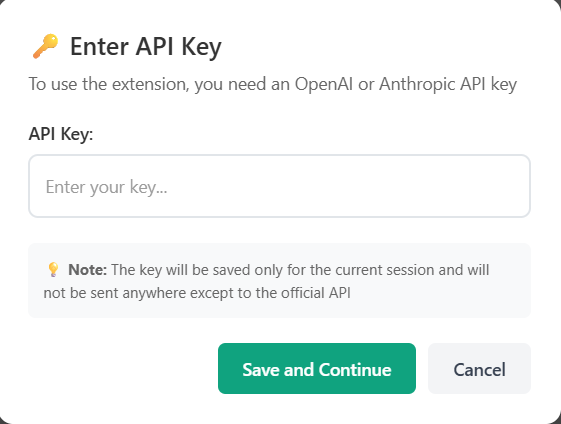 🔑 Enter API Key
To use the extension, you need an OpenAI or Anthropic API key
API Key:
Enter your key...
💡 Note: The key will be saved only for the current session and will
not be sent anywhere except to the official API
Save and Continue
Cancel